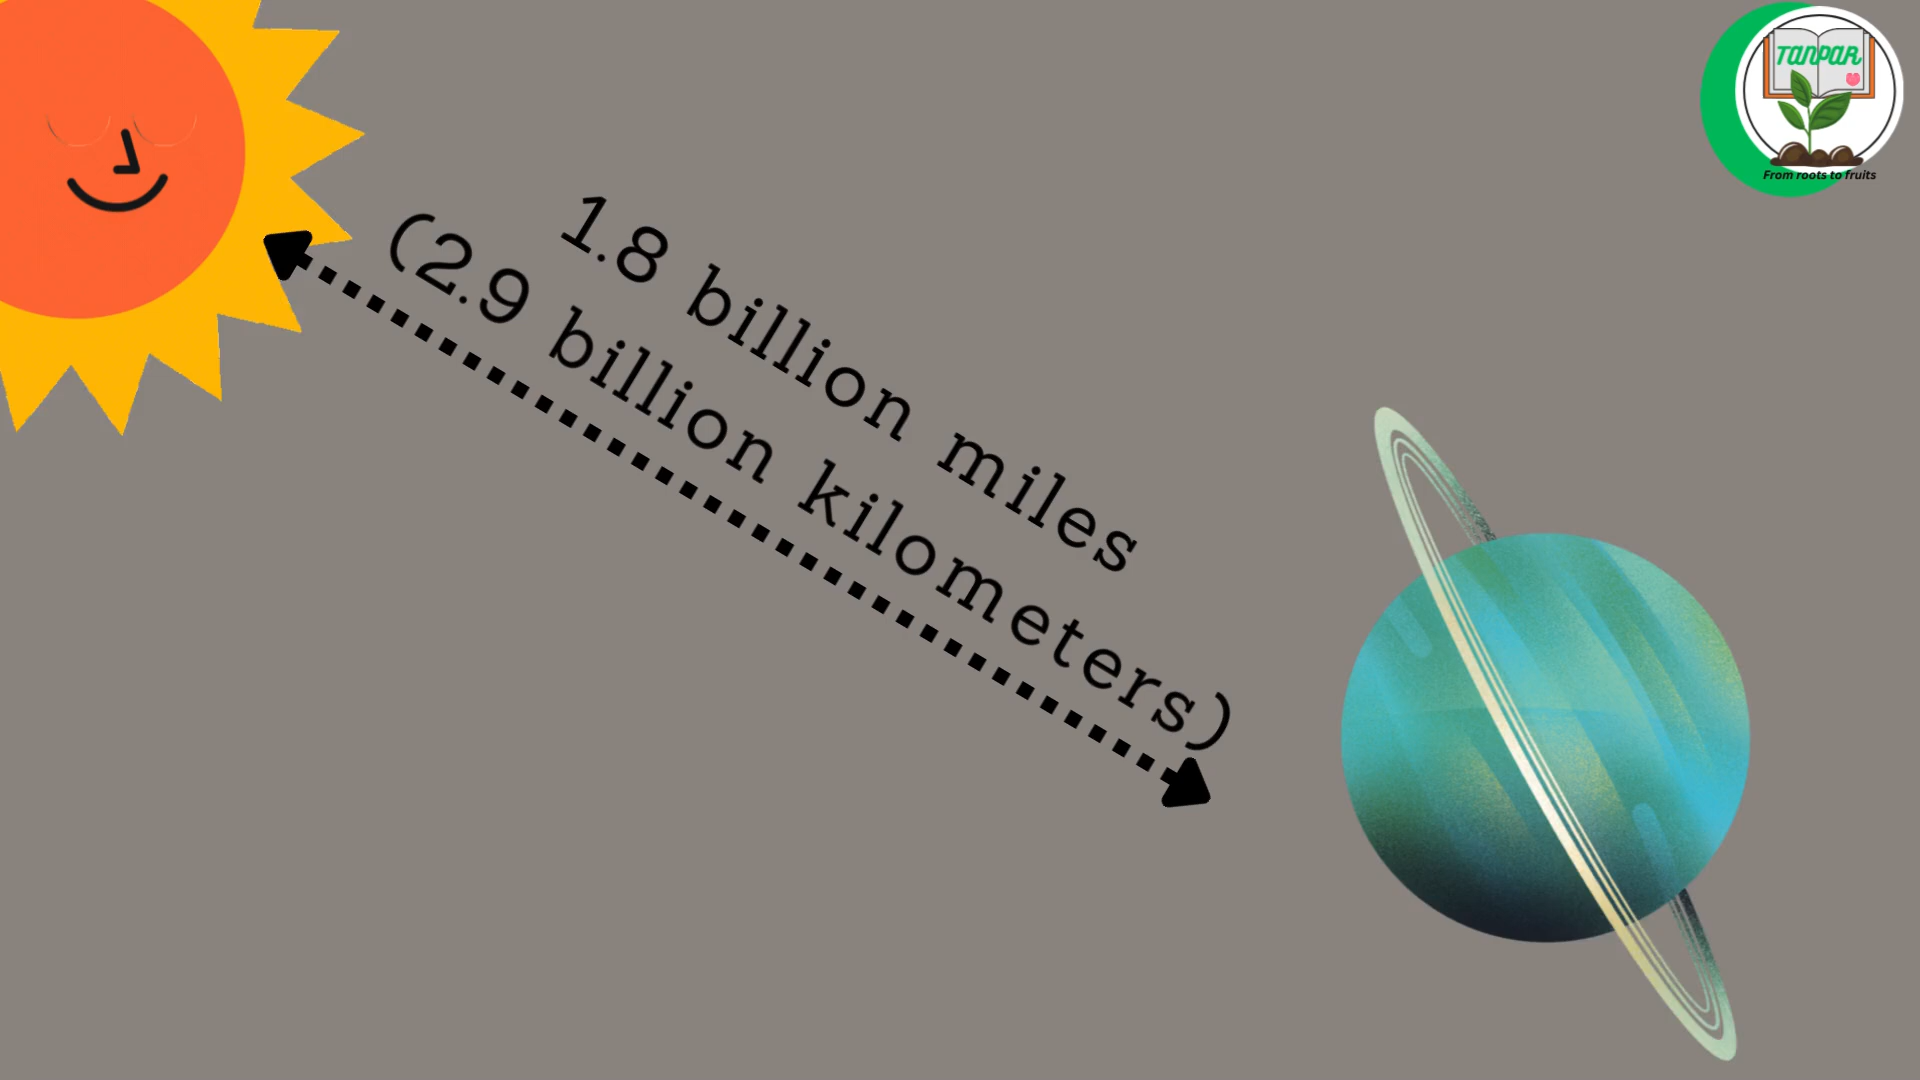 TANPAR
From roots to fruits
1.8 billion miles
(2.9 billion kilometers)